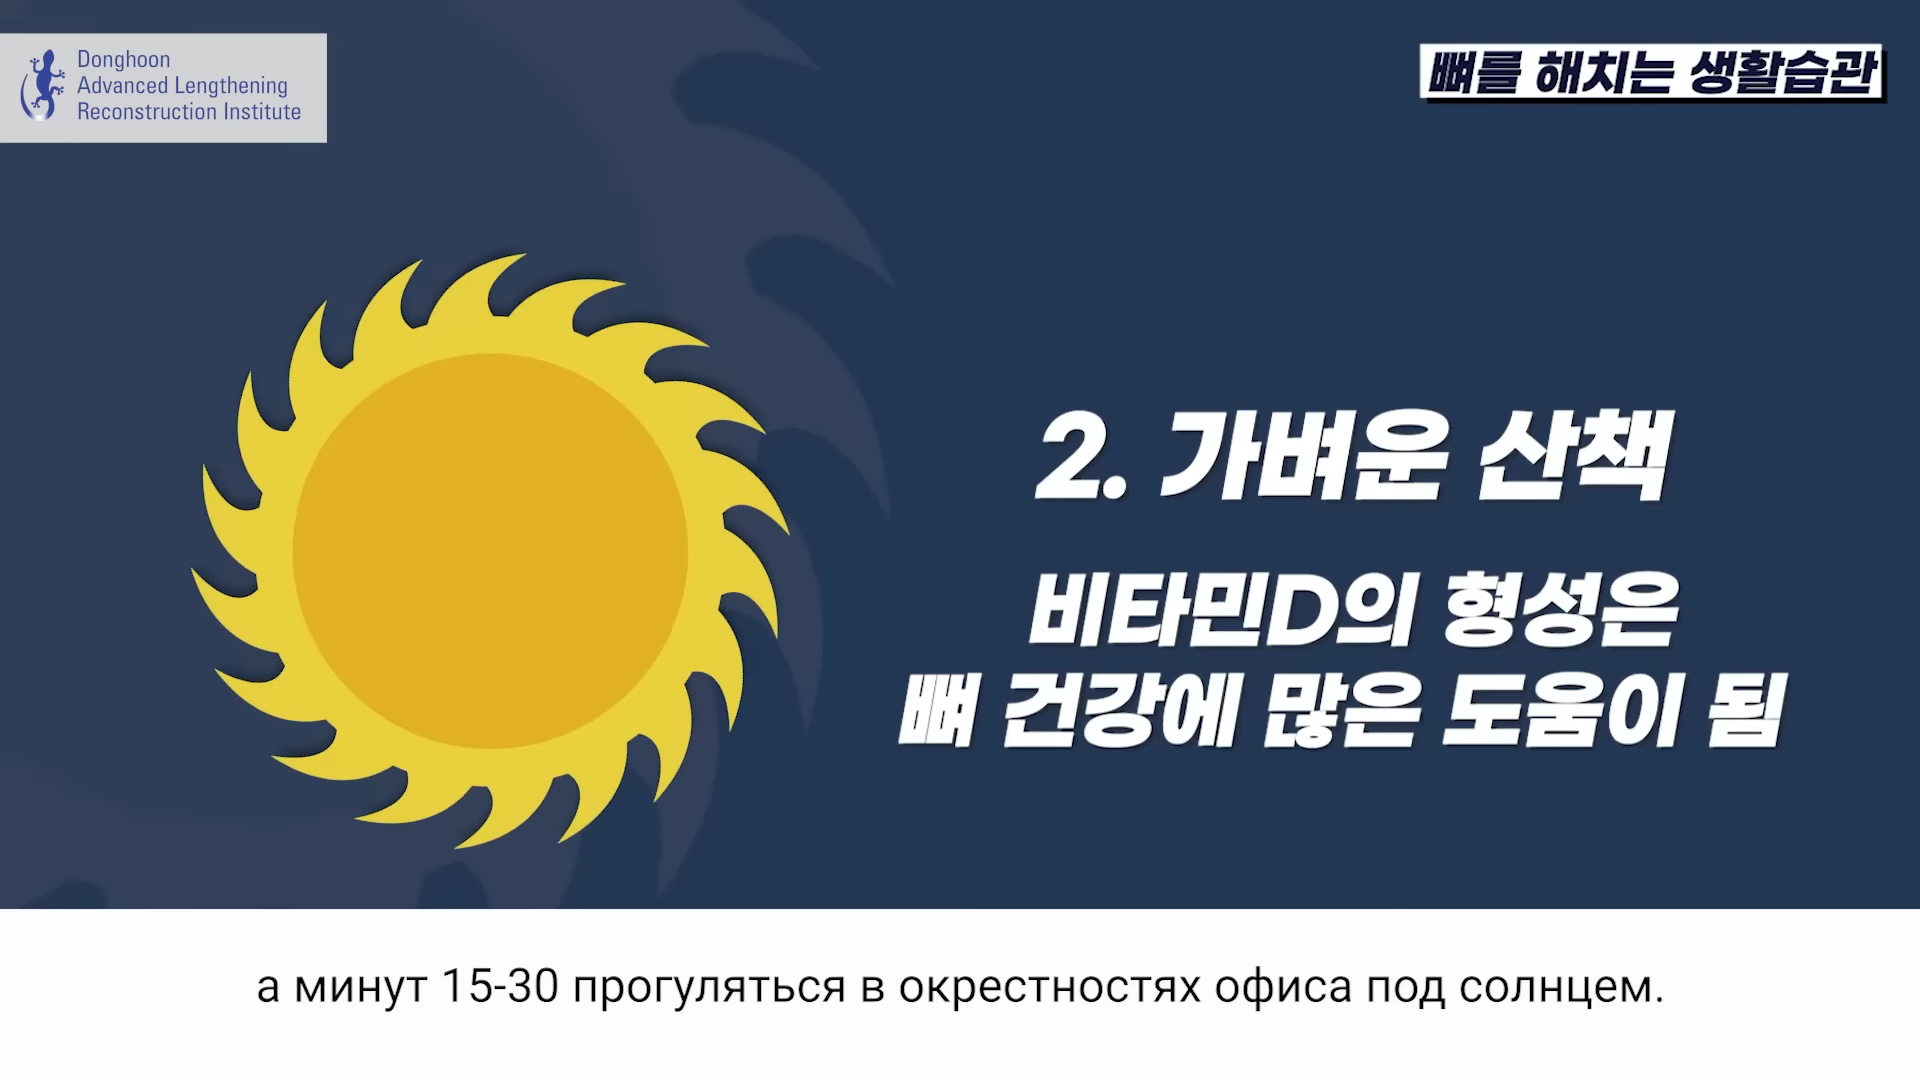 Donghoon
Advanced Lengthening
Reconstruction Institute
뼈를 해치는 생활습관
2. 가벼운 산책
비타민D의 형성은
뼈 건강에 많은 도움이 됨
а минут 15-30 прогуляться в окрестностях офиса под солнцем.